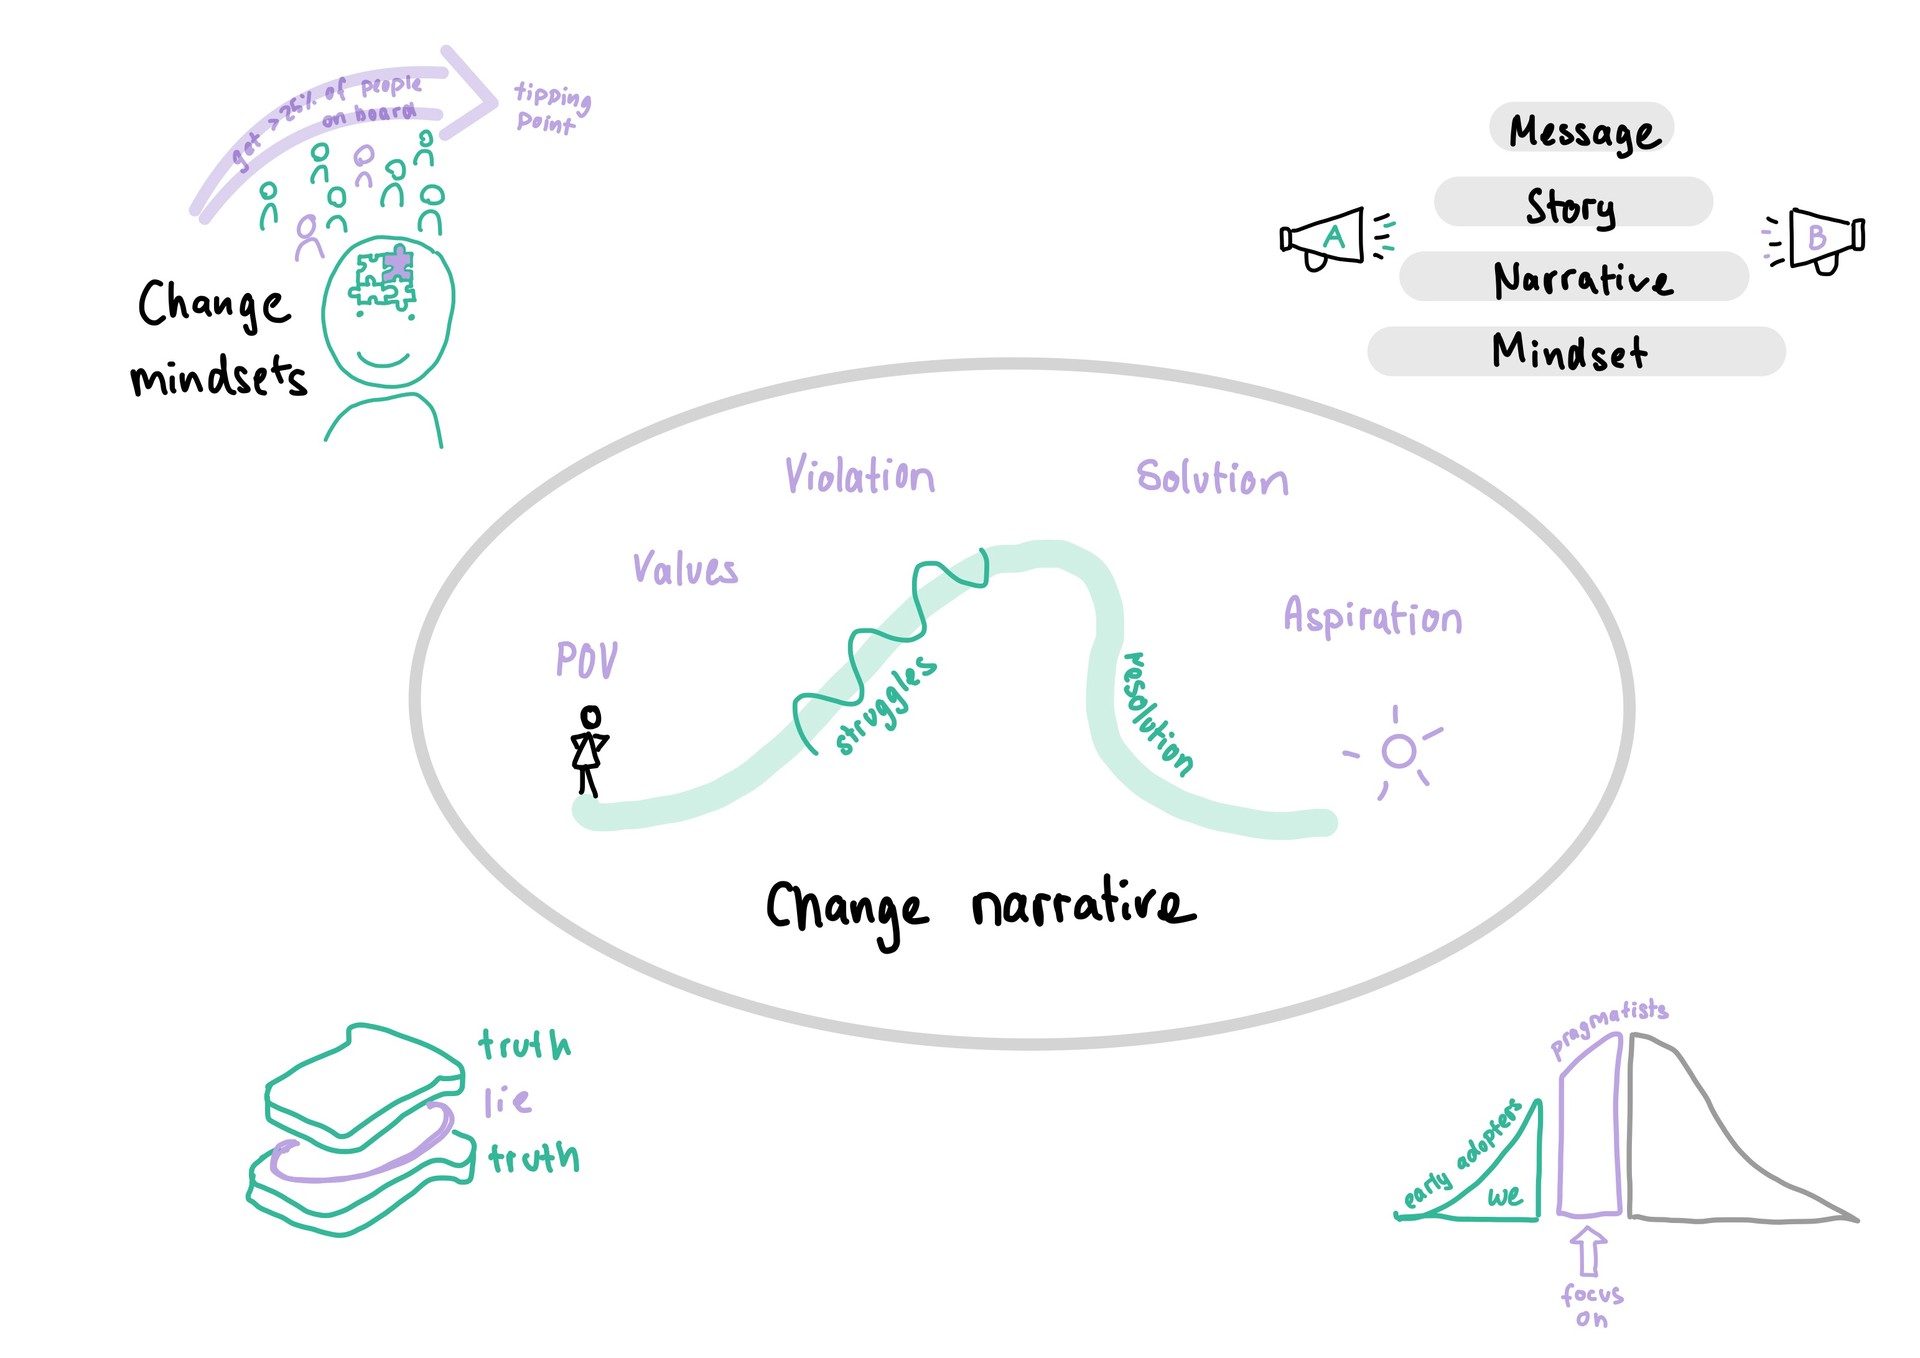 get >25% of people
on board
tipping
point
Change
mindsets
Message
Story
Narrative
Mindset
A
B
Violation
Solution
Values
Aspiration
POV
struggles
resolution
Change narrative
truth
lie
truth
pragmatists
early adopters
we
focus
on